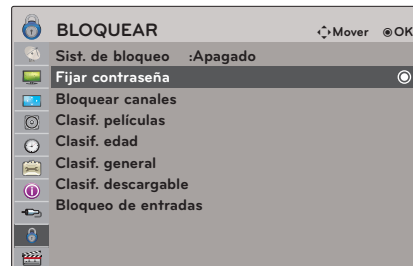 BLOQUEAR Mover OK
Sist. de bloqueo :Apagado
Fijar contraseña
Bloquear canales
Clasif. películas
Clasif. edad
Clasif. general
Clasif. descargable
Bloqueo de entradas